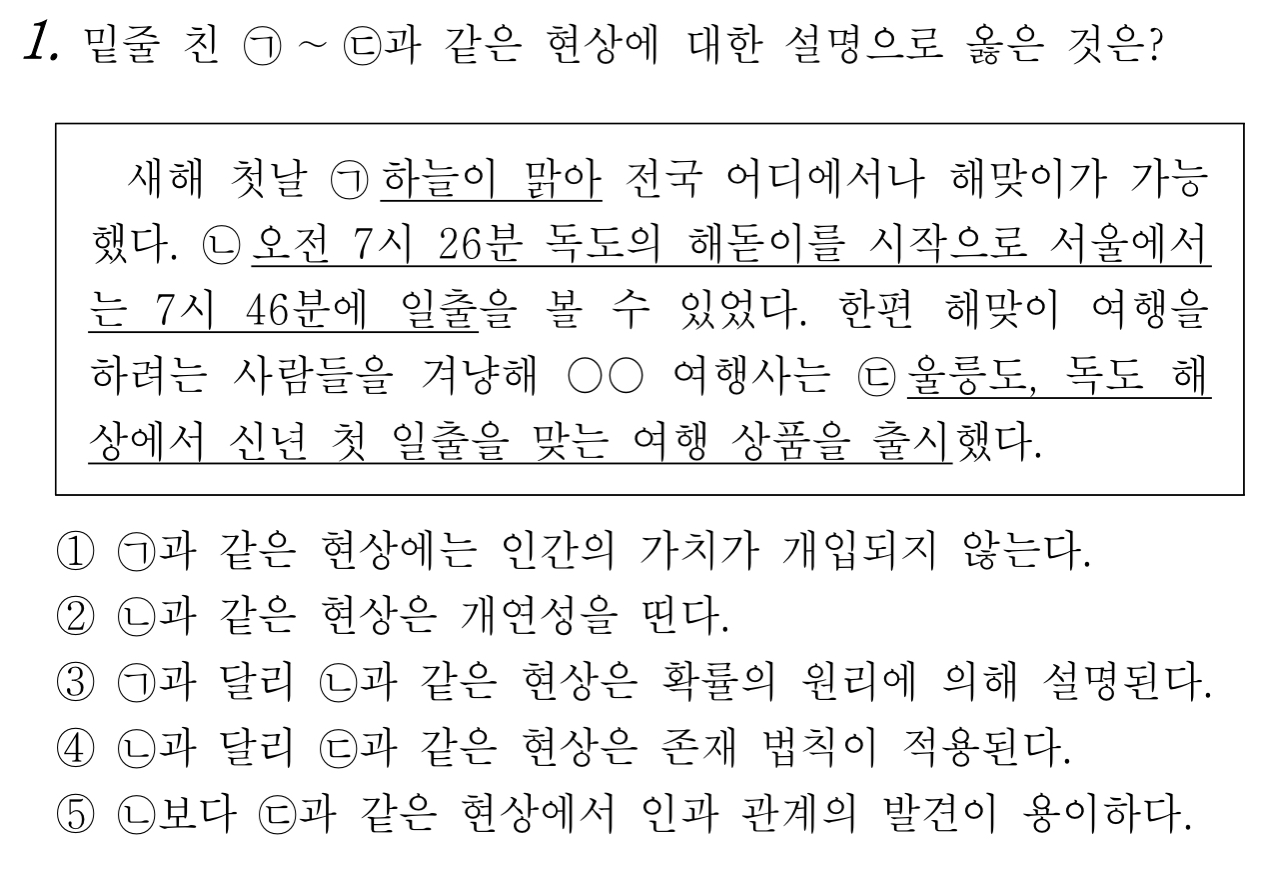 1. 밑줄 친 ㉠ ~ ㉢과 같은 현상에 대한 설명으로 옳은 것은?
새해 첫날 ㉠ 하늘이 맑아 전국 어디에서나 해맞이가 가능
했다. ㉡ 오전 7시 26분 독도의 해돋이를 시작으로 서울에서
는 7시 46분에 일출을 볼 수 있었다. 한편 해맞이 여행을
하려는 사람들을 겨냥해 ○○ 여행사는 ㉢ 울릉도, 독도 해
상에서 신년 첫 일출을 맞는 여행 상품을 출시했다.
① ㉠과 같은 현상에는 인간의 가치가 개입되지 않는다.
② ㉡과 같은 현상은 개연성을 띤다.
③ ㉠과 달리 ㉡과 같은 현상은 확률의 원리에 의해 설명된다.
④ ㉡과 달리 ㉢과 같은 현상은 존재 법칙이 적용된다.
⑤ ㉡보다 ㉢과 같은 현상에서 인과 관계의 발견이 용이하다.